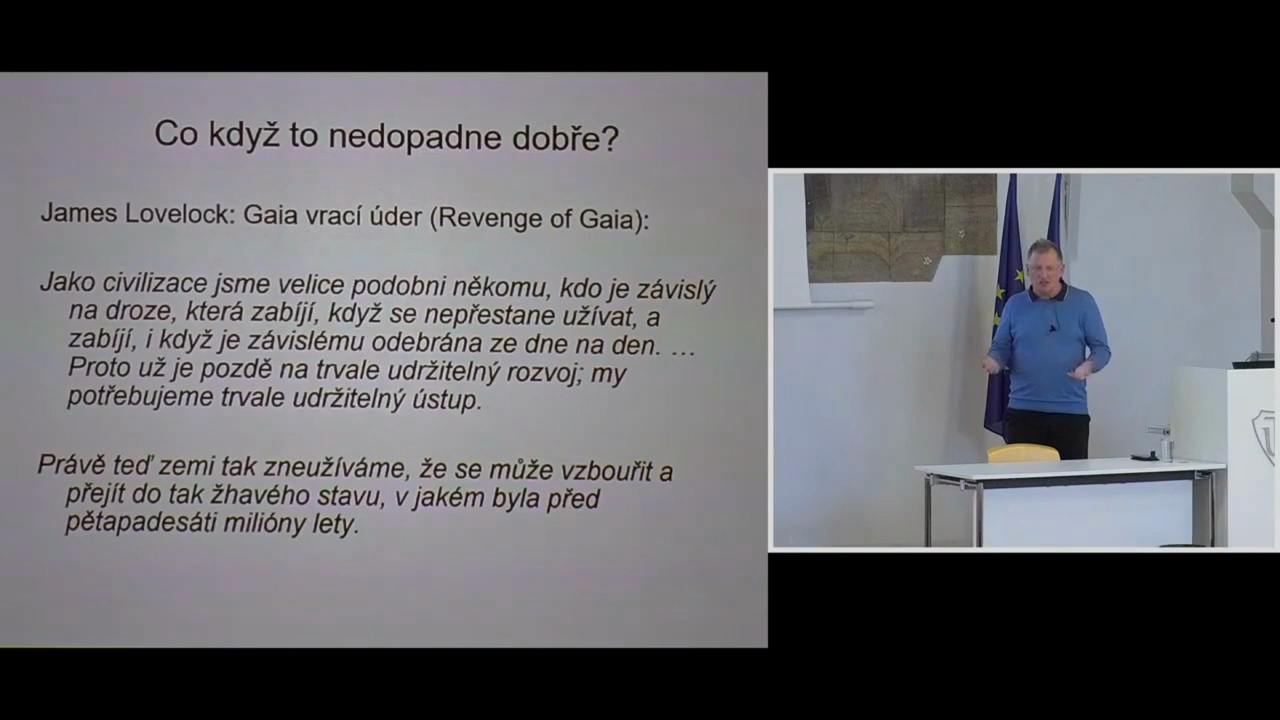 Co když to nedopadne dobře?
James Lovelock: Gaia vrací úder (Revenge of Gaia):
Jako civilizace jsme velice podobni někomu, kdo je závislý
na droze, která zabíjí, když se nepřestane užívat, a
zabíjí, i když je závislému odebrána ze dne na den. …
Proto už je pozdě na trvale udržitelný rozvoj; my
potřebujeme trvale udržitelný ústup.
Právě teď zemi tak zneužíváme, že se může vzbouřit a
přejít do tak žhavého stavu, v jakém byla před
pětapadesáti milióny lety.